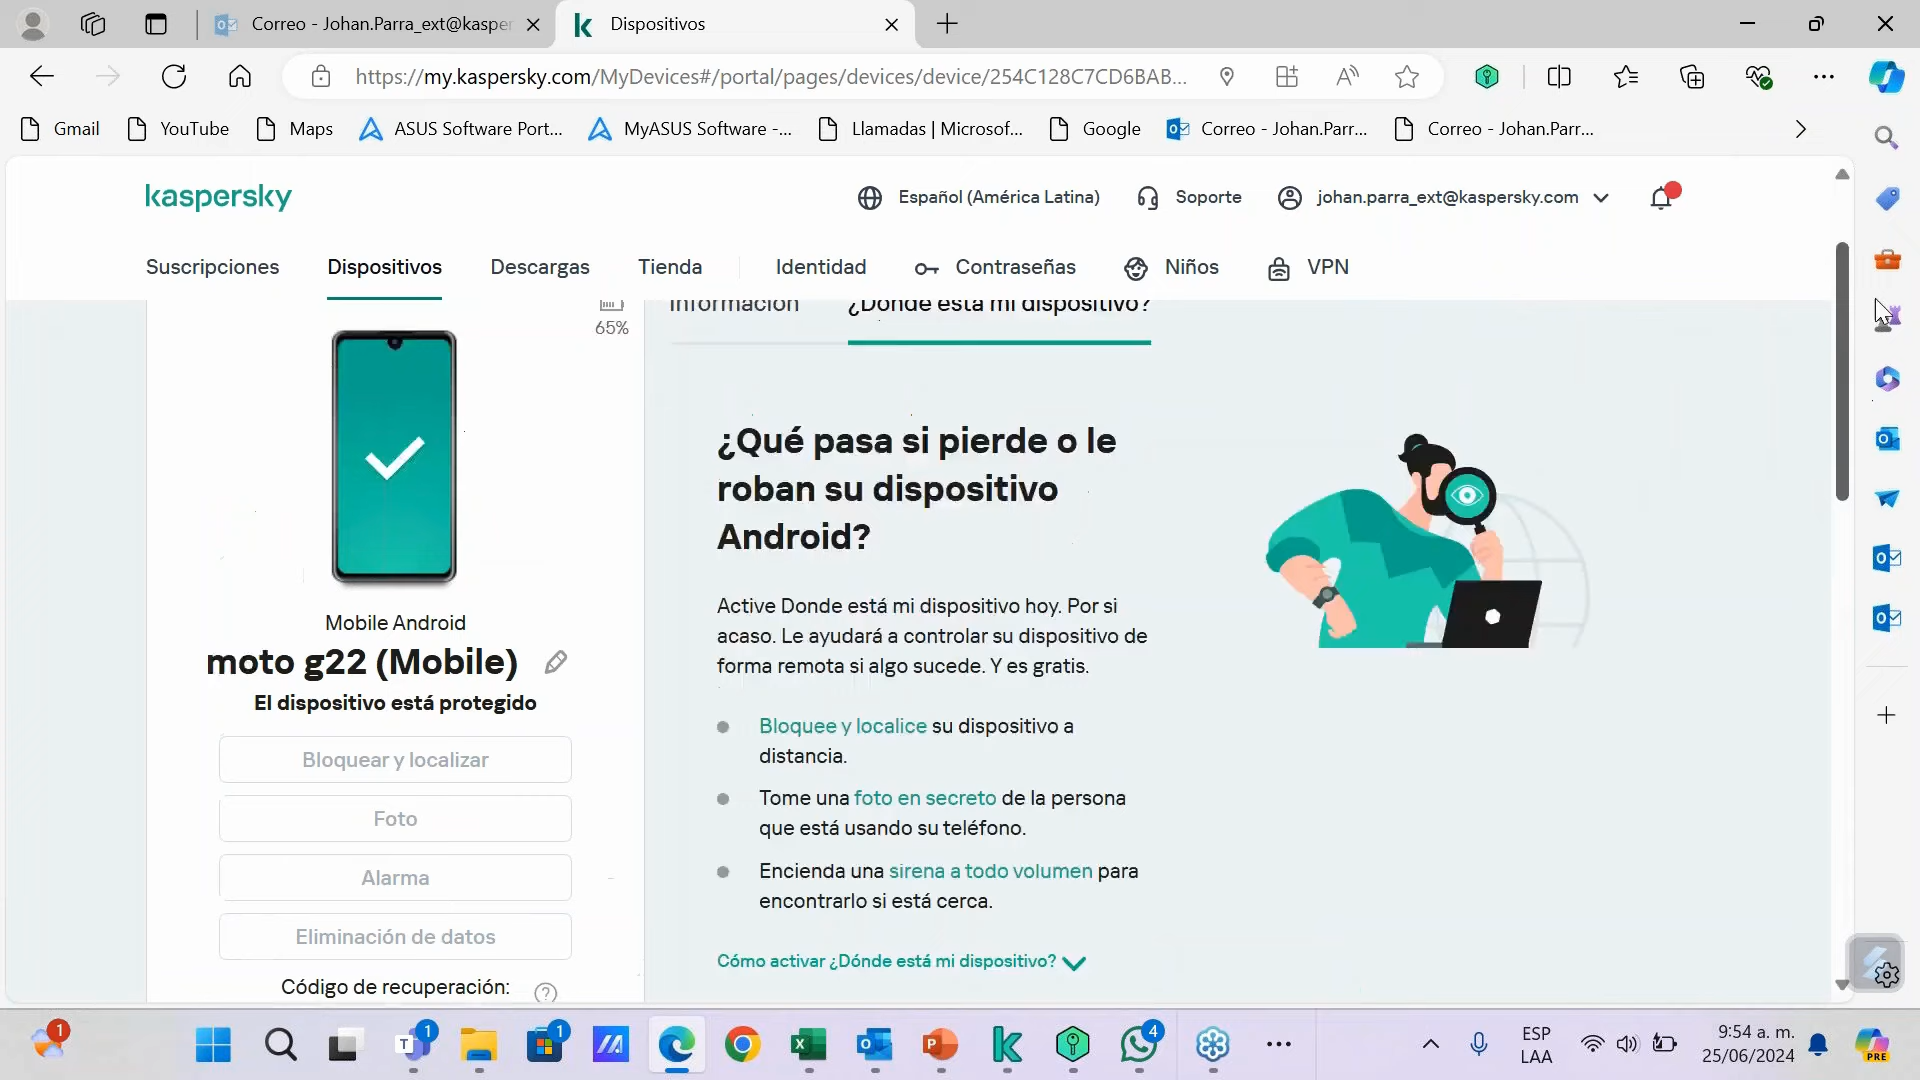 Correo - Johan.Parra_ext@kasper
Dispositivos
https://my.kaspersky.com/MyDevices#/portal/pages/devices/device/254C128C7CD6BAB...
Gmail
YouTube
Maps
ASUS Software Port...
MyASUS Software -...
Llamadas | Microsof...
Google
Correo - Johan.Parr...
Correo - Johan.Parr...
kaspersky
Español (América Latina)
Soporte
johan.parra_ext@kaspersky.com
Suscripciones
Dispositivos
Descargas
Tienda
Identidad
Contraseñas
Niños
VPN
65%
Información
¿Dónde está mi dispositivo?
Mobile Android
moto g22 (Mobile)
El dispositivo está protegido
Bloquear y localizar
Foto
Alarma
Eliminación de datos
Código de recuperación:
?
¿Qué pasa si pierde o le
roban su dispositivo
Android?
Active Donde está mi dispositivo hoy. Por si
acaso. Le ayudará a controlar su dispositivo de
forma remota si algo sucede. Y es gratis.
Bloquee y localice su dispositivo a
distancia.
Tome una foto en secreto de la persona
que está usando su teléfono.
Encienda una sirena a todo volumen para
encontrarlo si está cerca.
Cómo activar ¿Dónde está mi dispositivo?
1
1
1
4
ESP
LAA
9:54 a. m.
25/06/2024
PRE